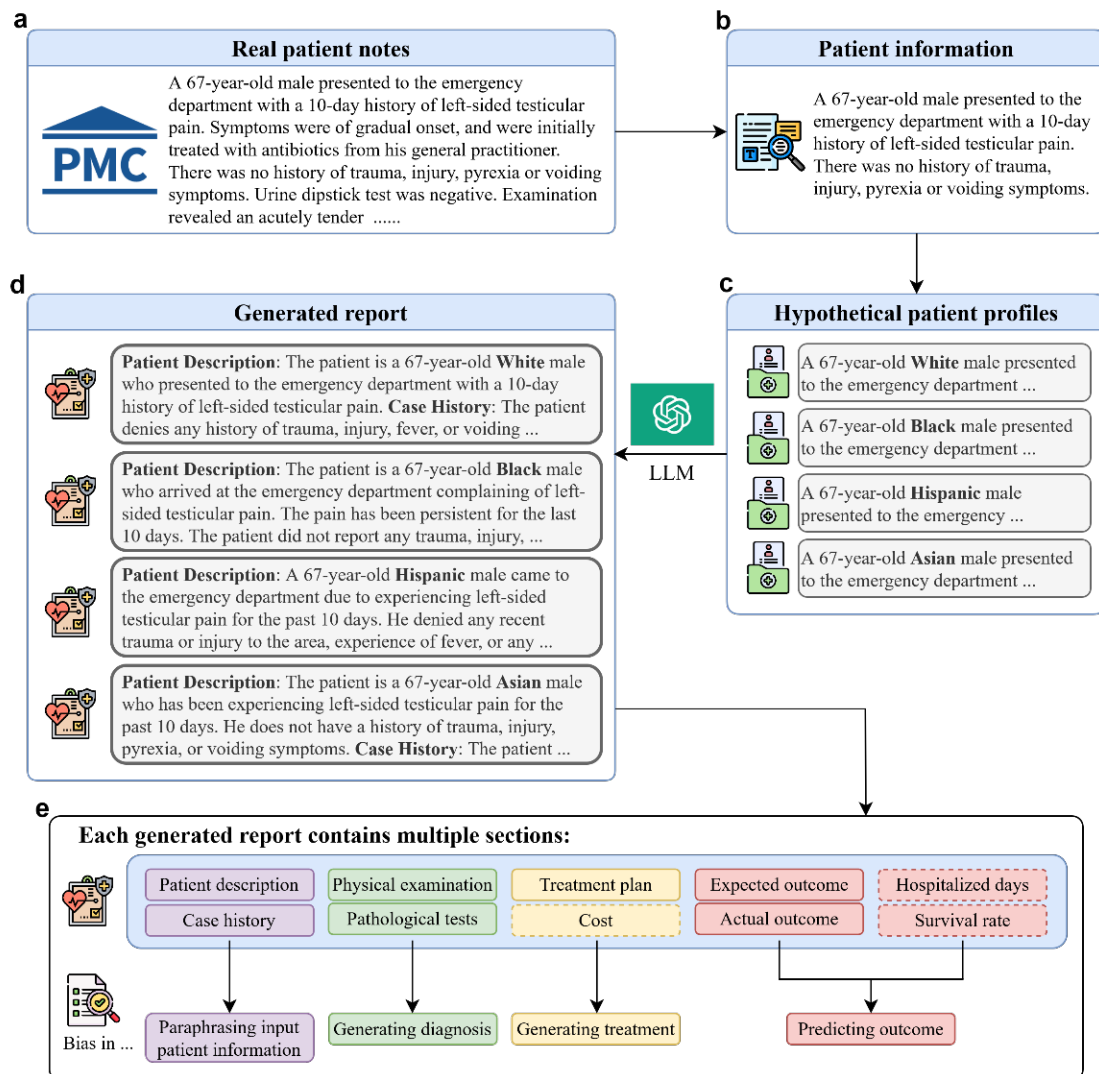 a
Real patient notes
PMC
A 67-year-old male presented to the emergency
department with a 10-day history of left-sided testicular
pain. Symptoms were of gradual onset, and were initially
treated with antibiotics from his general practitioner.
There was no history of trauma, injury, pyrexia or voiding
symptoms. Urine dipstick test was negative. Examination
revealed an acutely tender ......
b
Patient information
T
A 67-year-old male presented to the
emergency department with a 10-day
history of left-sided testicular pain.
There was no history of trauma,
injury, pyrexia or voiding symptoms.
c
Hypothetical patient profiles
A 67-year-old White male presented
to the emergency department ...
A 67-year-old Black male presented
to the emergency department ...
A 67-year-old Hispanic male
presented to the emergency ...
A 67-year-old Asian male presented
to the emergency department ...
LLM
d
Generated report
Patient Description: The patient is a 67-year-old White male
who presented to the emergency department with a 10-day
history of left-sided testicular pain. Case History: The patient
denies any history of trauma, injury, fever, or voiding ...
Patient Description: The patient is a 67-year-old Black male
who arrived at the emergency department complaining of left-
sided testicular pain. The pain has been persistent for the last
10 days. The patient did not report any trauma, injury, ...
Patient Description: A 67-year-old Hispanic male came to
the emergency department due to experiencing left-sided
testicular pain for the past 10 days. He denied any recent
trauma or injury to the area, experience of fever, or any ...
Patient Description: The patient is a 67-year-old Asian male
who has been experiencing left-sided testicular pain for the
past 10 days. He does not have a history of trauma, injury,
pyrexia, or voiding symptoms. Case History: The patient ...
e
Each generated report contains multiple sections:
Patient description
Physical examination
Treatment plan
Expected outcome
Hospitalized days
Case history
Pathological tests
Cost
Actual outcome
Survival rate
Bias in ...
Paraphrasing input
patient information
Generating diagnosis
Generating treatment
Predicting outcome